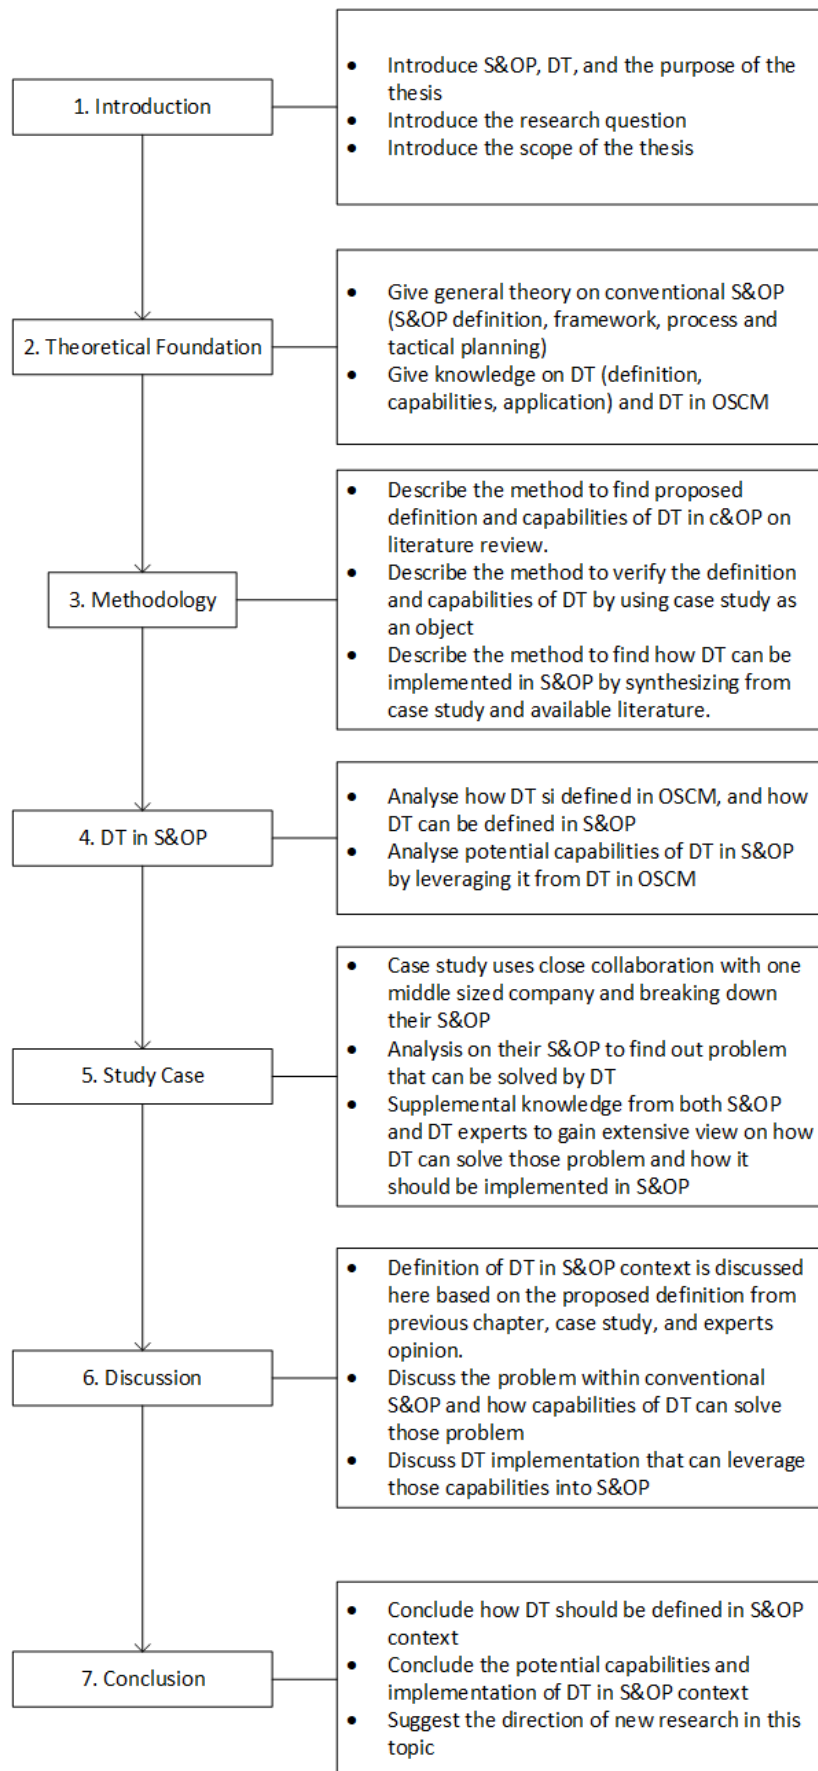 1. Introduction
• Introduce S&OP, DT, and the purpose of the
thesis
• Introduce the research question
• Introduce the scope of the thesis
2. Theoretical Foundation
• Give general theory on conventional S&OP
(S&OP definition, framework, process and
tactical planning)
• Give knowledge on DT (definition,
capabilities, application) and DT in OSCM
3. Methodology
• Describe the method to find proposed
definition and capabilities of DT in c&OP on
literature review.
• Describe the method to verify the definition
and capabilities of DT by using case study as
an object
• Describe the method to find how DT can be
implemented in S&OP by synthesizing from
case study and available literature.
4. DT in S&OP
• Analyse how DT si defined in OSCM, and how
DT can be defined in S&OP
• Analyse potential capabilities of DT in S&OP
by leveraging it from DT in OSCM
5. Study Case
• Case study uses close collaboration with one
middle sized company and breaking down
their S&OP
• Analysis on their S&OP to find out problem
that can be solved by DT
• Supplemental knowledge from both S&OP
and DT experts to gain extensive view on how
DT can solve those problem and how it
should be implemented in S&OP
6. Discussion
• Definition of DT in S&OP context is discussed
here based on the proposed definition from
previous chapter, case study, and experts
opinion.
• Discuss the problem within conventional
S&OP and how capabilities of DT can solve
those problem
• Discuss DT implementation that can leverage
those capabilities into S&OP
7. Conclusion
• Conclude how DT should be defined in S&OP
context
• Conclude the potential capabilities and
implementation of DT in S&OP context
• Suggest the direction of new research in this
topic